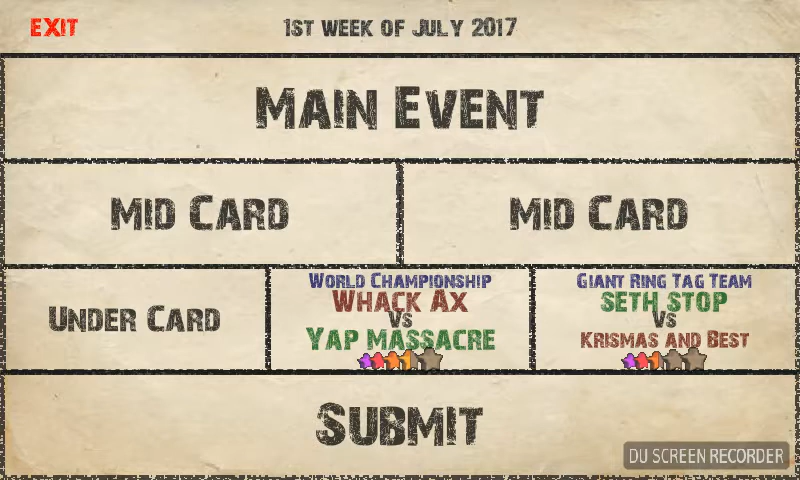 EXIT
1ST WEEK OF JULY 2017
MAIN EVENT
MID CARD
MID CARD
UNDER CARD
WORLD CHAMPIONSHIP
WHACK AX
VS
YAP MASSACRE
GIANT RING TAG TEAM
SETH STOP
VS
KRISMAS AND BEST
SUBMIT
DU SCREEN RECORDER